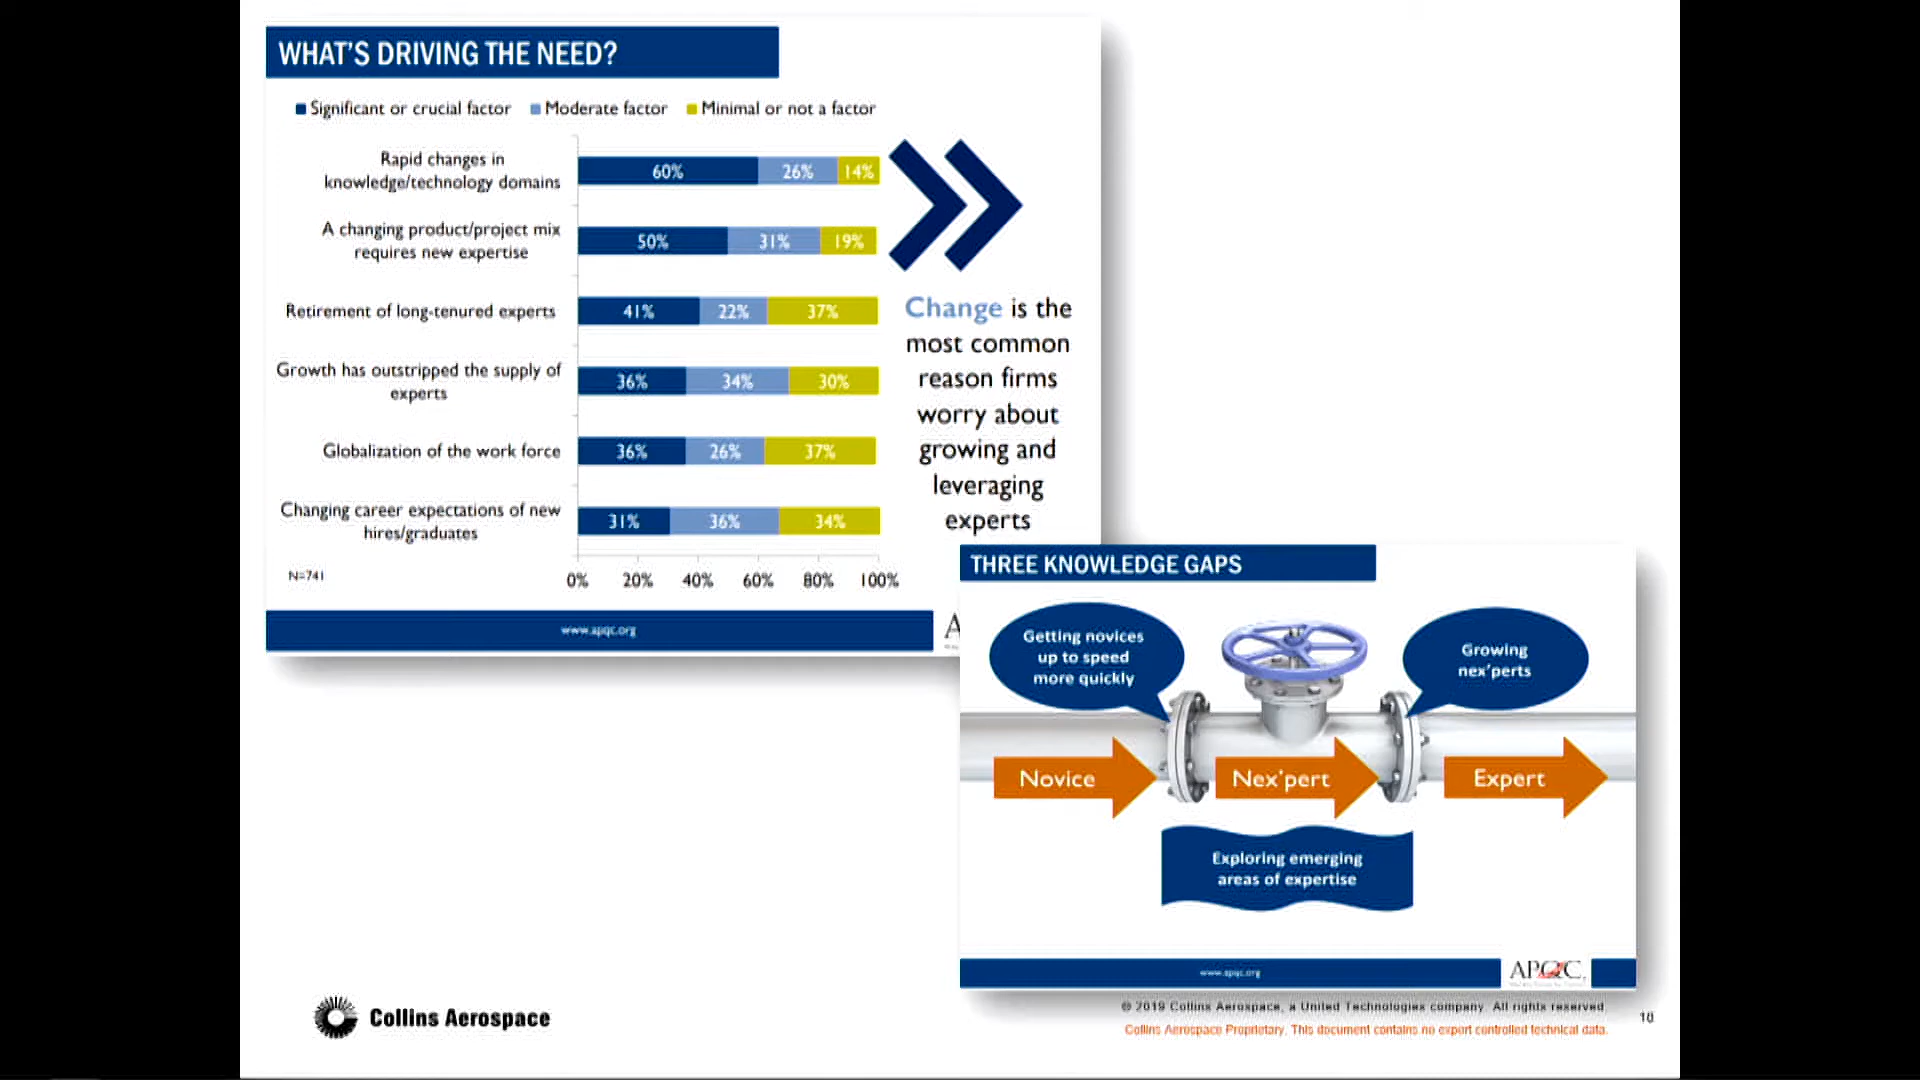 WHAT'S DRIVING THE NEED?
Significant or crucial factor Moderate factor Minimal or not a factor
Rapid changes in
knowledge/technology domains
60% 26% 14%
A changing product/project mix
requires new expertise
50% 31% 19%
Retirement of long-tenured experts
41% 22% 37%
Growth has outstripped the supply of
experts
36% 34% 30%
Globalization of the work force
36% 26% 37%
Changing career expectations of new
hires/graduates
31% 36% 34%
N=741
0% 20% 40% 60% 80% 100%
www.apqc.org
Change is the
most common
reason firms
worry about
growing and
leveraging
experts
THREE KNOWLEDGE GAPS
Getting novices
up to speed
more quickly
Growing
nex'perts
Novice
Nex'pert
Expert
Exploring emerging
areas of expertise
www.apqc.org
APQC
Collins Aerospace
© 2019 Collins Aerospace, a United Technologies company. All rights reserved.
Collins Aerospace Proprietary. This document contains no export controlled technical data.
10